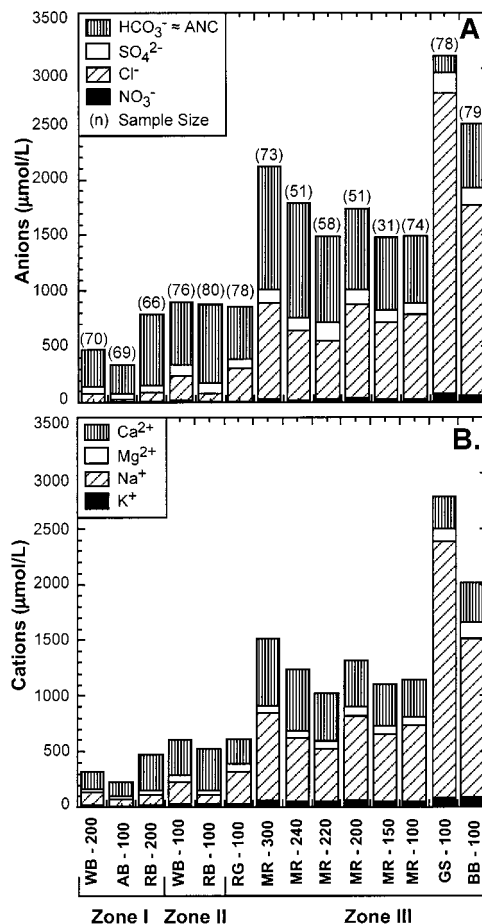 3500
3000
2500
2000
1500
1000
500
0
Anions (μmol/L)
HCO₃⁻ ≈ ANC
SO₄²⁻
Cl⁻
NO₃⁻
(n) Sample Size
A
(70)
(69)
(66)
(76)
(80)
(78)
(73)
(51)
(58)
(51)
(31)
(74)
(78)
(79)
3500
3000
2500
2000
1500
1000
500
0
Cations (μmol/L)
Ca²⁺
Mg²⁺
Na⁺
K⁺
B.
WB - 200
AB - 100
RB - 200
WB - 100
RB - 100
RG - 100
MR - 300
MR - 240
MR - 220
MR - 200
MR - 150
MR - 100
GS - 100
BB - 100
Zone I
Zone II
Zone III